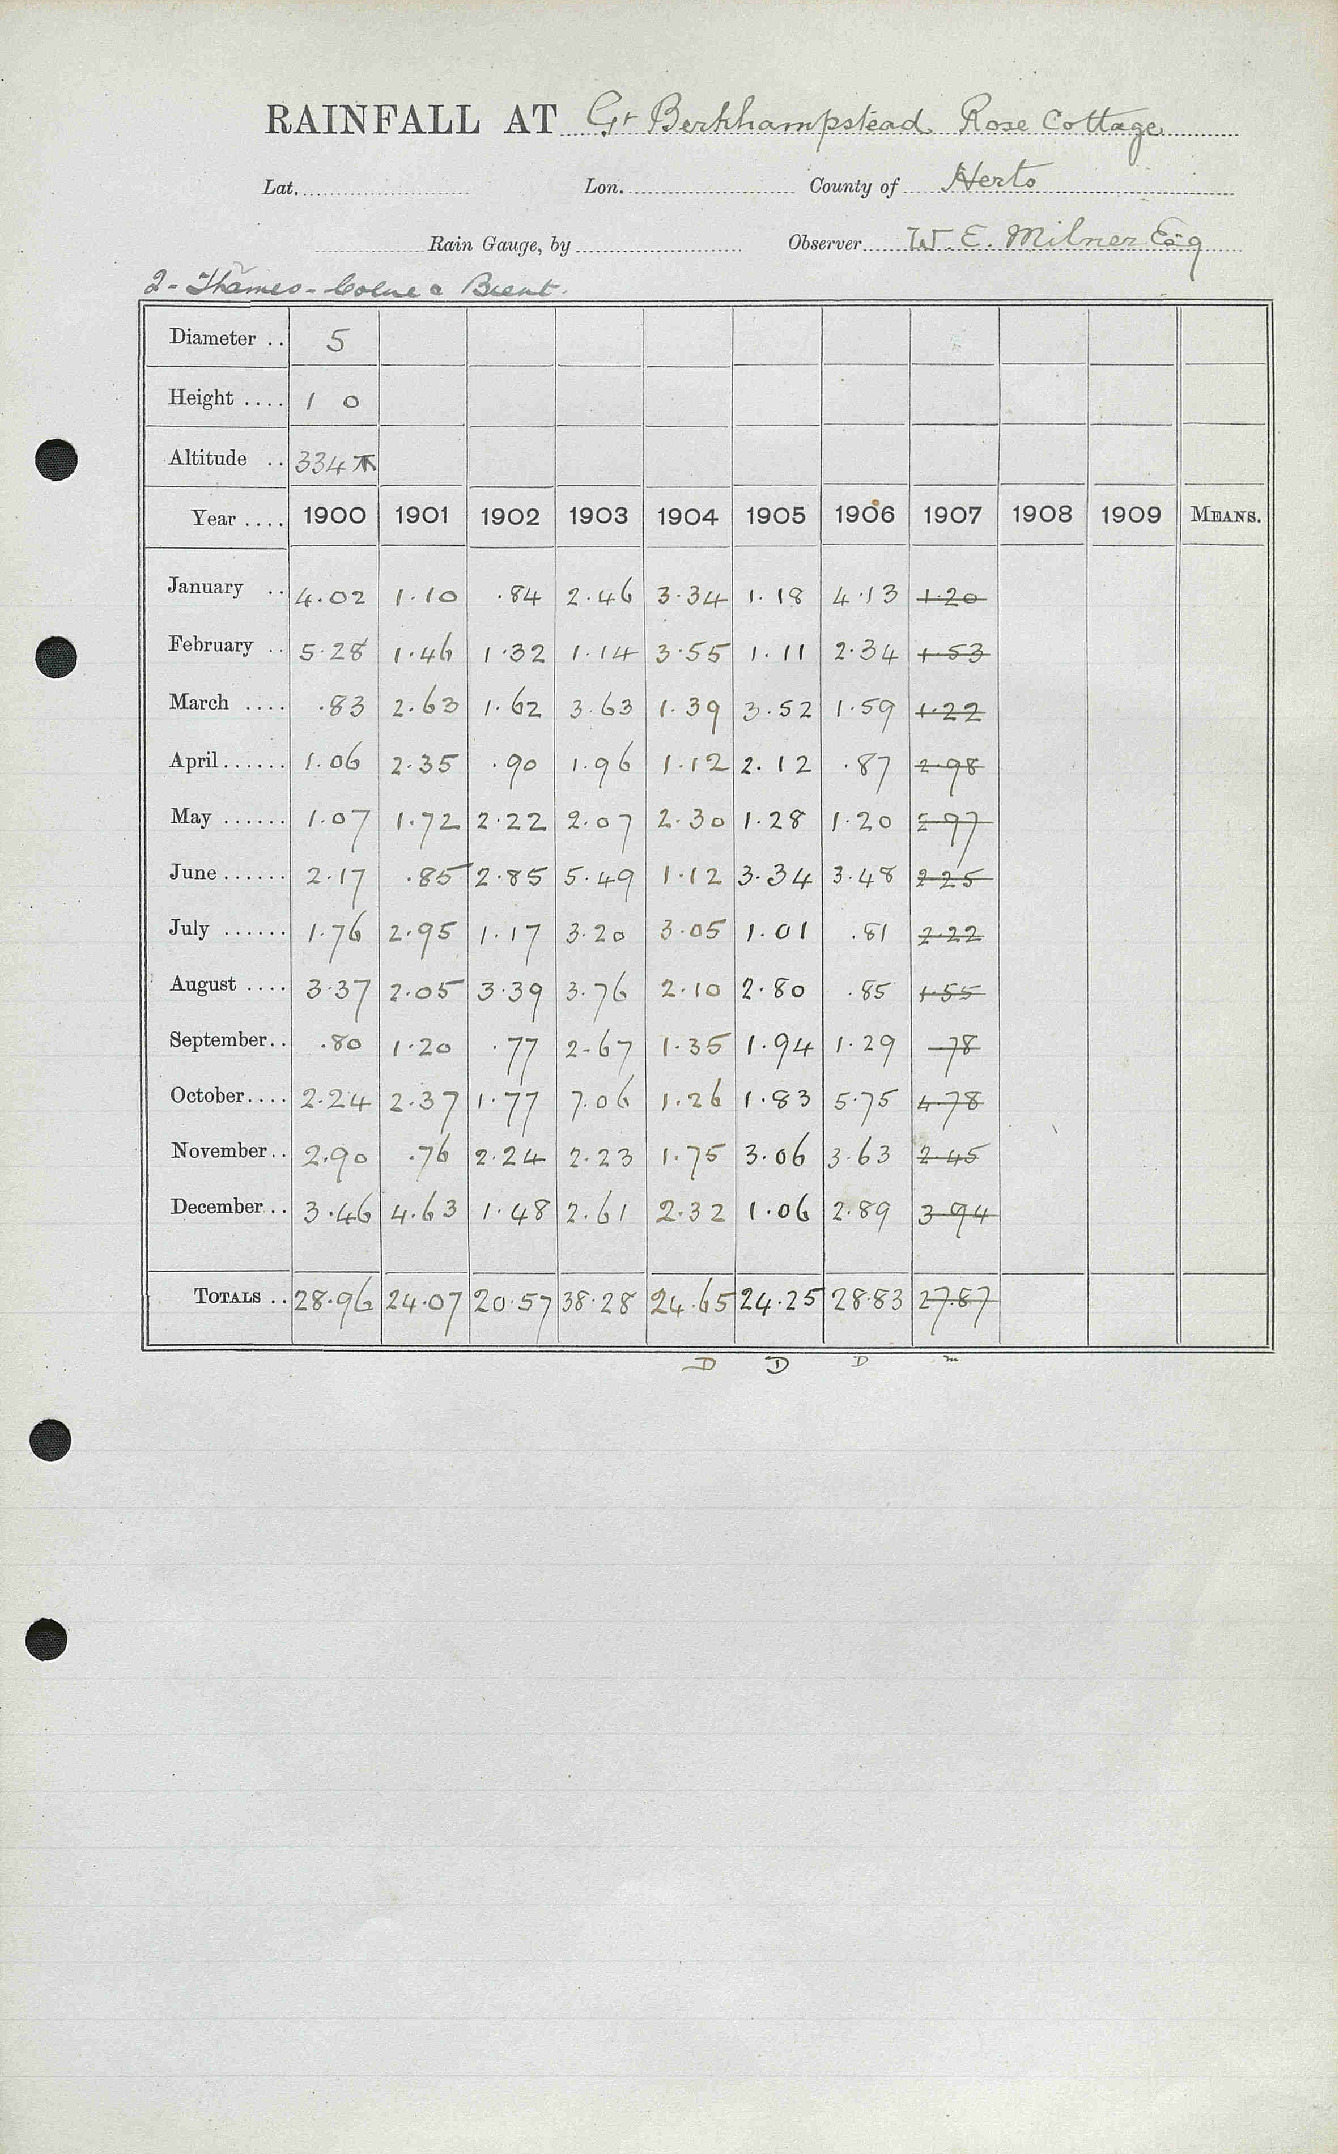 RAINFALL AT Gt Berkhampstead Rose Cottage
Lat. Lon. County of Herts
Rain Gauge, by Observer W. E. Milner Esq
2 - Thames - Colne & Brent.
Diameter .. 5
Height .... 1 0
Altitude .. 334 T
Year .... 1900 1901 1902 1903 1904 1905 1906 1907 1908 1909 MEANS.
January .. 4.02 1.10 .84 2.46 3.34 1.18 4.13 1.20
February .. 5.28 1.46 1.32 1.14 3.55 1.11 2.34 1.53
March .... .83 2.63 1.62 3.63 1.39 3.52 1.59 1.22
April...... 1.06 2.35 .90 1.96 1.12 2.12 .87 2.98
May ...... 1.07 1.72 2.22 2.07 2.30 1.28 1.20 2.97
June...... 2.17 .85 2.85 5.49 1.12 3.34 3.48 2.25
July ...... 1.76 2.95 1.17 3.20 3.05 1.01 .81 2.22
August .... 3.37 2.05 3.39 3.76 2.10 2.80 .85 1.55
September.. .80 1.20 .77 2.67 1.35 1.94 1.29 78
October.... 2.24 2.37 1.77 7.06 1.26 1.83 5.75 4.78
November.. 2.90 .76 2.24 2.23 1.75 3.06 3.63 2.45
December.. 3.46 4.63 1.48 2.61 2.32 1.06 2.89 3.94
TOTALS .. 28.96 24.07 20.57 38.28 24.65 24.25 28.83 27.87
D D D m